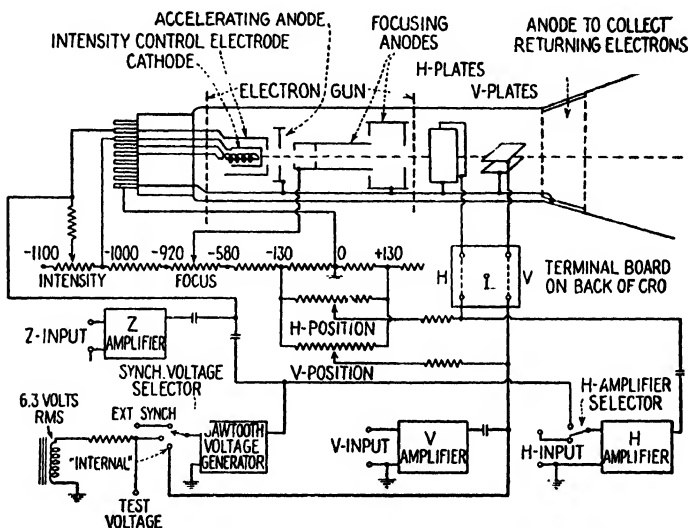 ACCELERATING ANODE
INTENSITY CONTROL ELECTRODE
CATHODE
FOCUSING
ANODES
ANODE TO COLLECT
RETURNING ELECTRONS
H-PLATES
V-PLATES
ELECTRON GUN
-1100
-1000
-920
-580
-130
0
+130
INTENSITY
FOCUS
H
V
TERMINAL BOARD
ON BACK OF CRO
Z-INPUT
Z
AMPLIFIER
H-POSITION
V-POSITION
SYNCH. VOLTAGE
SELECTOR
H-AMPLIFIER
SELECTOR
6.3 VOLTS
RMS
EXT SYNCH
"INTERNAL"
SAWTOOTH
VOLTAGE
GENERATOR
V-INPUT
V
AMPLIFIER
H-INPUT
H
AMPLIFIER
TEST
VOLTAGE